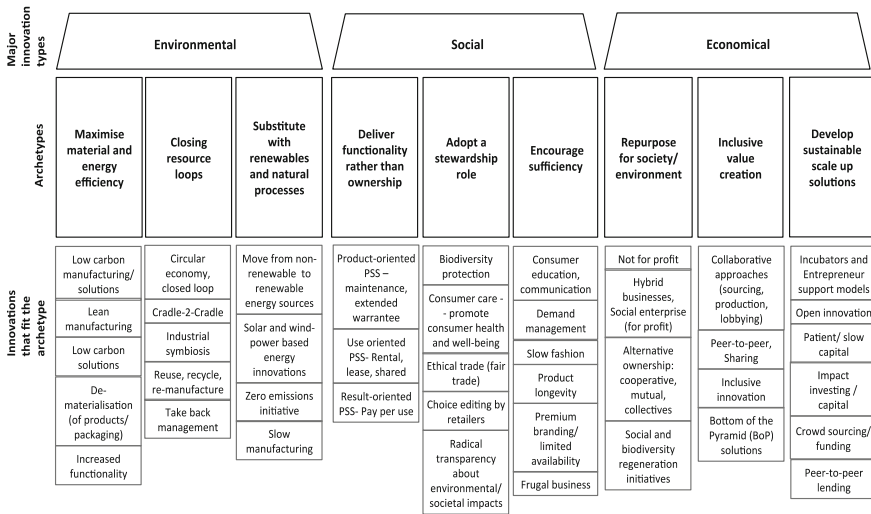 Major
innovation
types
Environmental
Social
Economical
Archetypes
Maximise
material and
energy
efficiency
Closing
resource
loops
Substitute
with
renewables
and natural
processes
Deliver
functionality
rather than
ownership
Adopt a
stewardship
role
Encourage
sufficiency
Repurpose
for society/
environment
Inclusive
value
creation
Develop
sustainable
scale up
solutions
Innovations
that fit the
archetype
Low carbon
manufacturing/
solutions
Lean
manufacturing
Low carbon
solutions
De-
materialisation
(of products/
packaging)
Increased
functionality
Circular
economy,
closed loop
Cradle-2-Cradle
Industrial
symbiosis
Reuse, recycle,
re-manufacture
Take back
management
Move from non-
renewable to
renewable
energy sources
Solar and wind-
power based
energy
innovations
Zero emissions
initiative
Slow
manufacturing
Product-oriented
PSS –
maintenance,
extended
warrantee
Use oriented
PSS- Rental,
lease, shared
Result-oriented
PSS- Pay per use
Biodiversity
protection
Consumer care -
- promote
consumer health
and well-being
Ethical trade (fair
trade)
Choice editing by
retailers
Radical
transparency
about
environmental/
societal impacts
Consumer
education,
communication
Demand
management
Slow fashion
Product
longevity
Premium
branding/
limited
availability
Frugal business
Not for profit
Hybrid
businesses,
Social enterprise
(for profit)
Alternative
ownership:
cooperative,
mutual,
collectives
Social and
biodiversity
regeneration
initiatives
Collaborative
approaches
(sourcing,
production,
lobbying)
Peer-to-peer,
Sharing
Inclusive
innovation
Bottom of the
Pyramid (BoP)
solutions
Incubators and
Entrepreneur
support models
Open innovation
Patient/ slow
capital
Impact
investing /
capital
Crowd sourcing/
funding
Peer-to-peer
lending